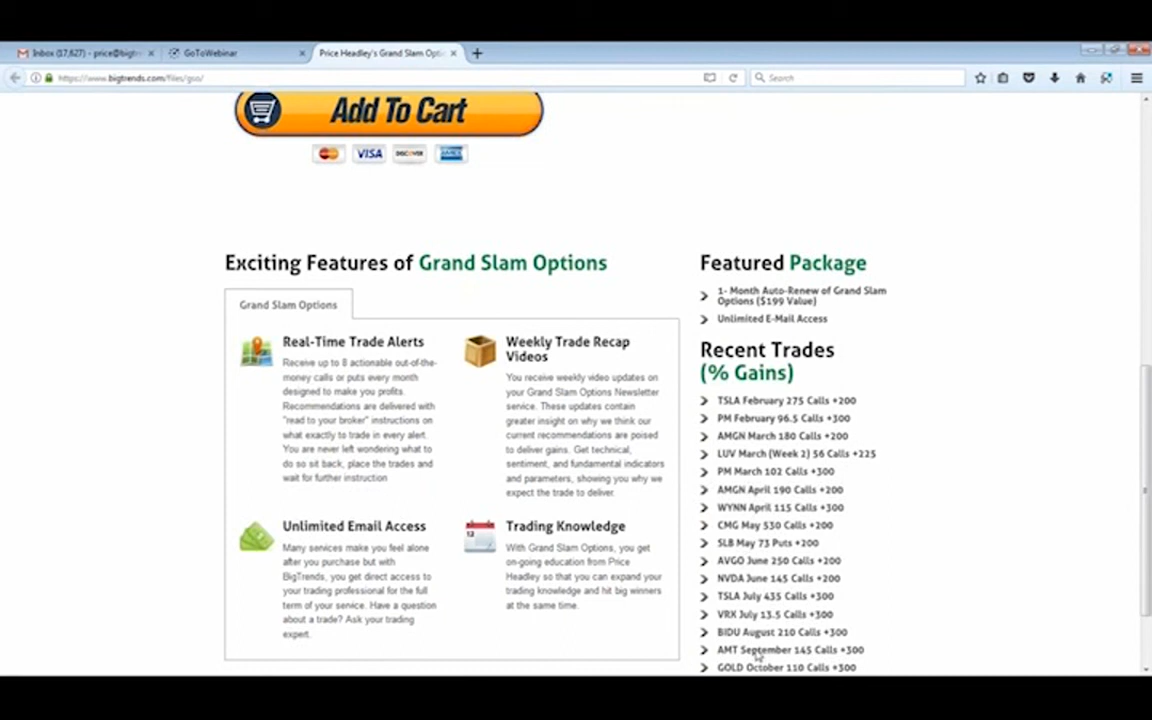 Inbox (17,627) - price@bigtr
GoToWebinar
Price Headley's Grand Slam Optio
https://www.bigtrends.com/files/gso/
Search
Add To Cart
VISA
DISCOVER
AMEX
Exciting Features of Grand Slam Options
Grand Slam Options
Real-Time Trade Alerts
Receive up to 8 actionable out-of-the-
money calls or puts every month
designed to make you profits.
Recommendations are delivered with
"read to your broker" instructions on
what exactly to trade in every alert.
You are never left wondering what to
do so sit back, place the trades and
wait for further instruction
Weekly Trade Recap
Videos
You receive weekly video updates on
your Grand Slam Options Newsletter
service. These updates contain
greater insight on why we think our
current recommendations are poised
to deliver gains. Get technical,
sentiment, and fundamental indicators
and parameters, showing you why we
expect the trade to deliver.
Unlimited Email Access
Many services make you feel alone
after you purchase but with
BigTrends, you get direct access to
your trading professional for the full
term of your service. Have a question
about a trade? Ask your trading
expert.
12
Trading Knowledge
With Grand Slam Options, you get
on-going education from Price
Headley so that you can expand your
trading knowledge and hit big winners
at the same time.
Featured Package
1- Month Auto-Renew of Grand Slam
Options ($199 Value)
Unlimited E-Mail Access
Recent Trades
(% Gains)
TSLA February 275 Calls +200
PM February 96.5 Calls +300
AMGN March 180 Calls +200
LUV March (Week 2) 56 Calls +225
PM March 102 Calls +300
AMGN April 190 Calls +200
WYNN April 115 Calls +300
CMG May 530 Calls +200
SLB May 73 Puts +200
AVGO June 250 Calls +200
NVDA June 145 Calls +200
TSLA July 435 Calls +300
VRX July 13.5 Calls +300
BIDU August 210 Calls +300
AMT September 145 Calls +300
GOLD October 110 Calls +300